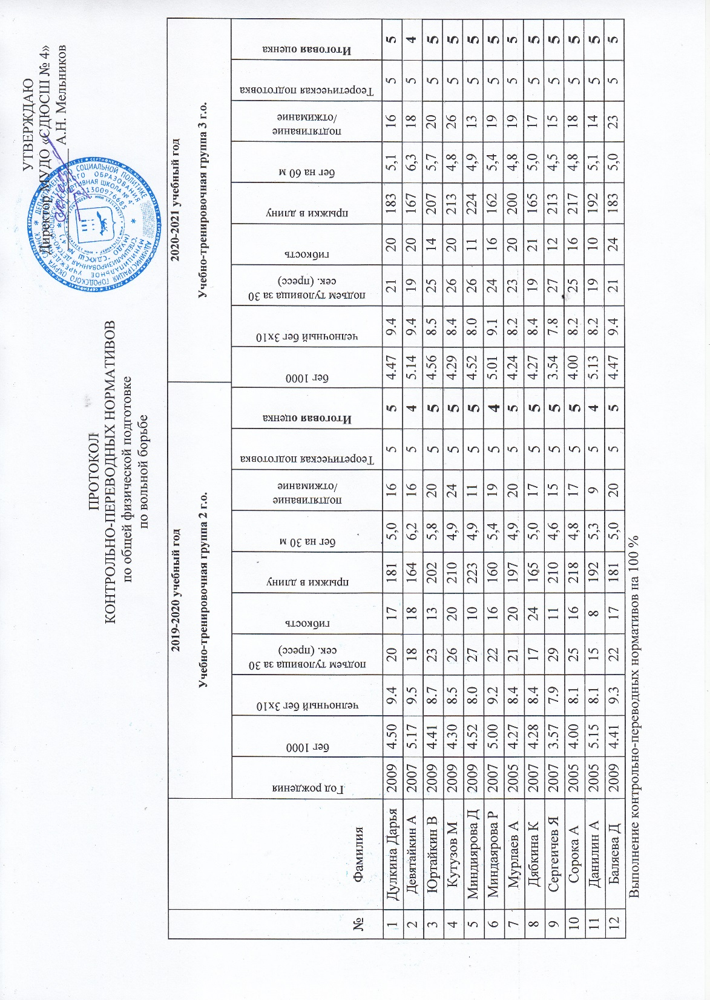 УТВЕРЖДАЮ
Директор МУДО «СДЮСШ № 4»
А.Н. Мельников
ПРОТОКОЛ
КОНТРОЛЬНО-ПЕРЕВОДНЫХ НОРМАТИВОВ
по общей физической подготовке
по вольной борьбе
2019-2020 учебный год 2020-2021 учебный год
Учебно-тренировочная группа 2 г.о. Учебно-тренировочная группа 3 г.о.
№ Фамилия Год рождения бег 1000 челночный бег 3х10 подъем туловища за 30 сек. (пресс) гибкость прыжки в длину бег на 30 м подтягивание /отжимание Теоретическая подготовка Итоговая оценка бег 1000 челночный бег 3х10 подъем туловища за 30 сек. (пресс) гибкость прыжки в длину бег на 60 м подтягивание /отжимание Теоретическая подготовка Итоговая оценка
1 Дулкина Дарья 2009 4.50 9.4 20 17 181 5,0 16 5 5 4.47 9.4 21 20 183 5,1 16 5 5
2 Девятайкин А 2007 5.17 9.5 18 18 164 6,2 16 5 4 5.14 9.4 19 20 167 6,3 18 5 4
3 Юртайкин В 2009 4.41 8.7 23 13 202 5,8 20 5 5 4.56 8.5 25 14 207 5,7 20 5 5
4 Кутузов М 2009 4.30 8.5 26 20 210 4,9 24 5 5 4.29 8.4 26 20 213 4,8 26 5 5
5 Миндиярова Д 2009 4.52 8.0 27 10 223 4,9 11 5 5 4.52 8.0 26 11 224 4,9 13 5 5
6 Миндаярова Р 2007 5.00 9.2 22 16 160 5,4 19 5 4 5.01 9.1 24 16 162 5,4 19 5 5
7 Мурлаев А 2005 4.27 8.4 21 20 197 4,9 20 5 5 4.24 8.2 23 20 200 4,8 19 5 5
8 Дябкина К 2007 4.28 8.4 17 24 165 5,0 17 5 5 4.27 8.4 19 21 165 5,0 17 5 5
9 Сергеичев Я 2007 3.57 7.9 29 11 210 4,6 15 5 5 3.54 7.8 27 12 213 4,5 15 5 5
10 Сорока А 2005 4.00 8.1 25 16 218 4,8 17 5 5 4.00 8.2 25 16 217 4,8 18 5 5
11 Данилин А 2005 5.15 8.1 15 8 192 5,3 9 5 4 5.13 8.2 19 10 192 5,1 14 5 5
12 Баляева Д 2009 4.41 9.3 22 17 181 5,0 20 5 5 4.47 9.4 21 24 183 5,0 23 5 5
Выполнение контрольно-переводных нормативов на 100 %